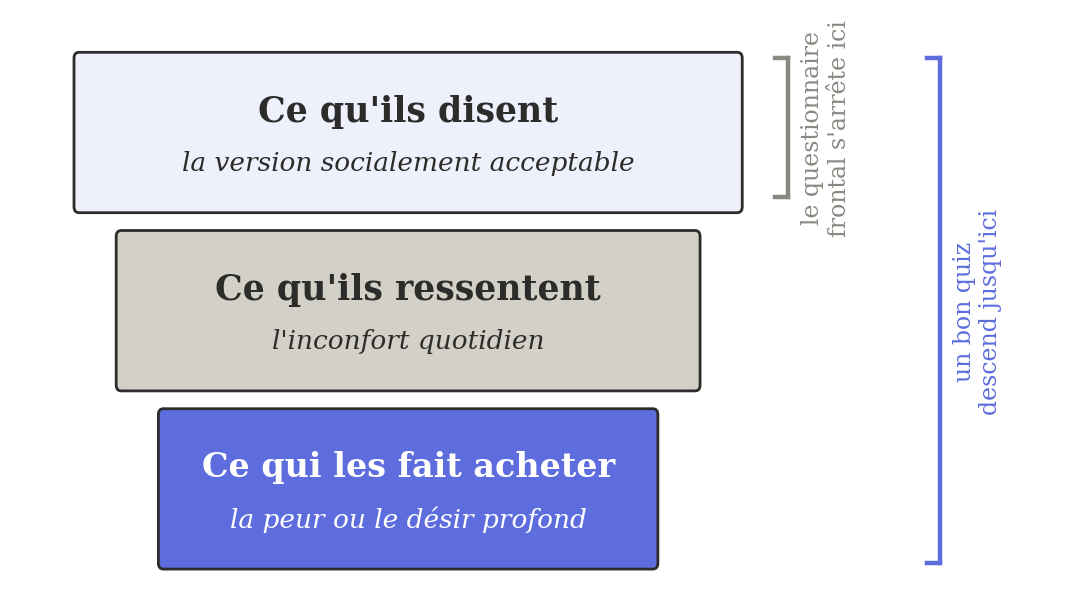 Ce qu'ils disent
la version socialement acceptable
le questionnaire
frontal s'arrête ici
Ce qu'ils ressentent
l'inconfort quotidien
un bon quiz
descend jusqu'ici
Ce qui les fait acheter
la peur ou le désir profond